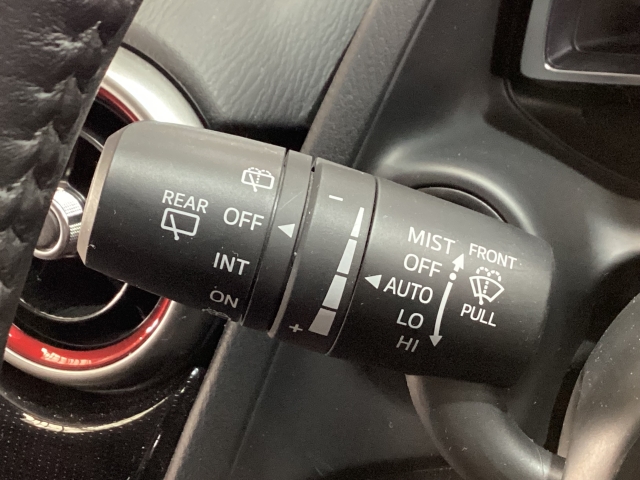 REAR
OFF
INT
ON
−
+
MIST
OFF
AUTO
LO
HI
FRONT
PULL